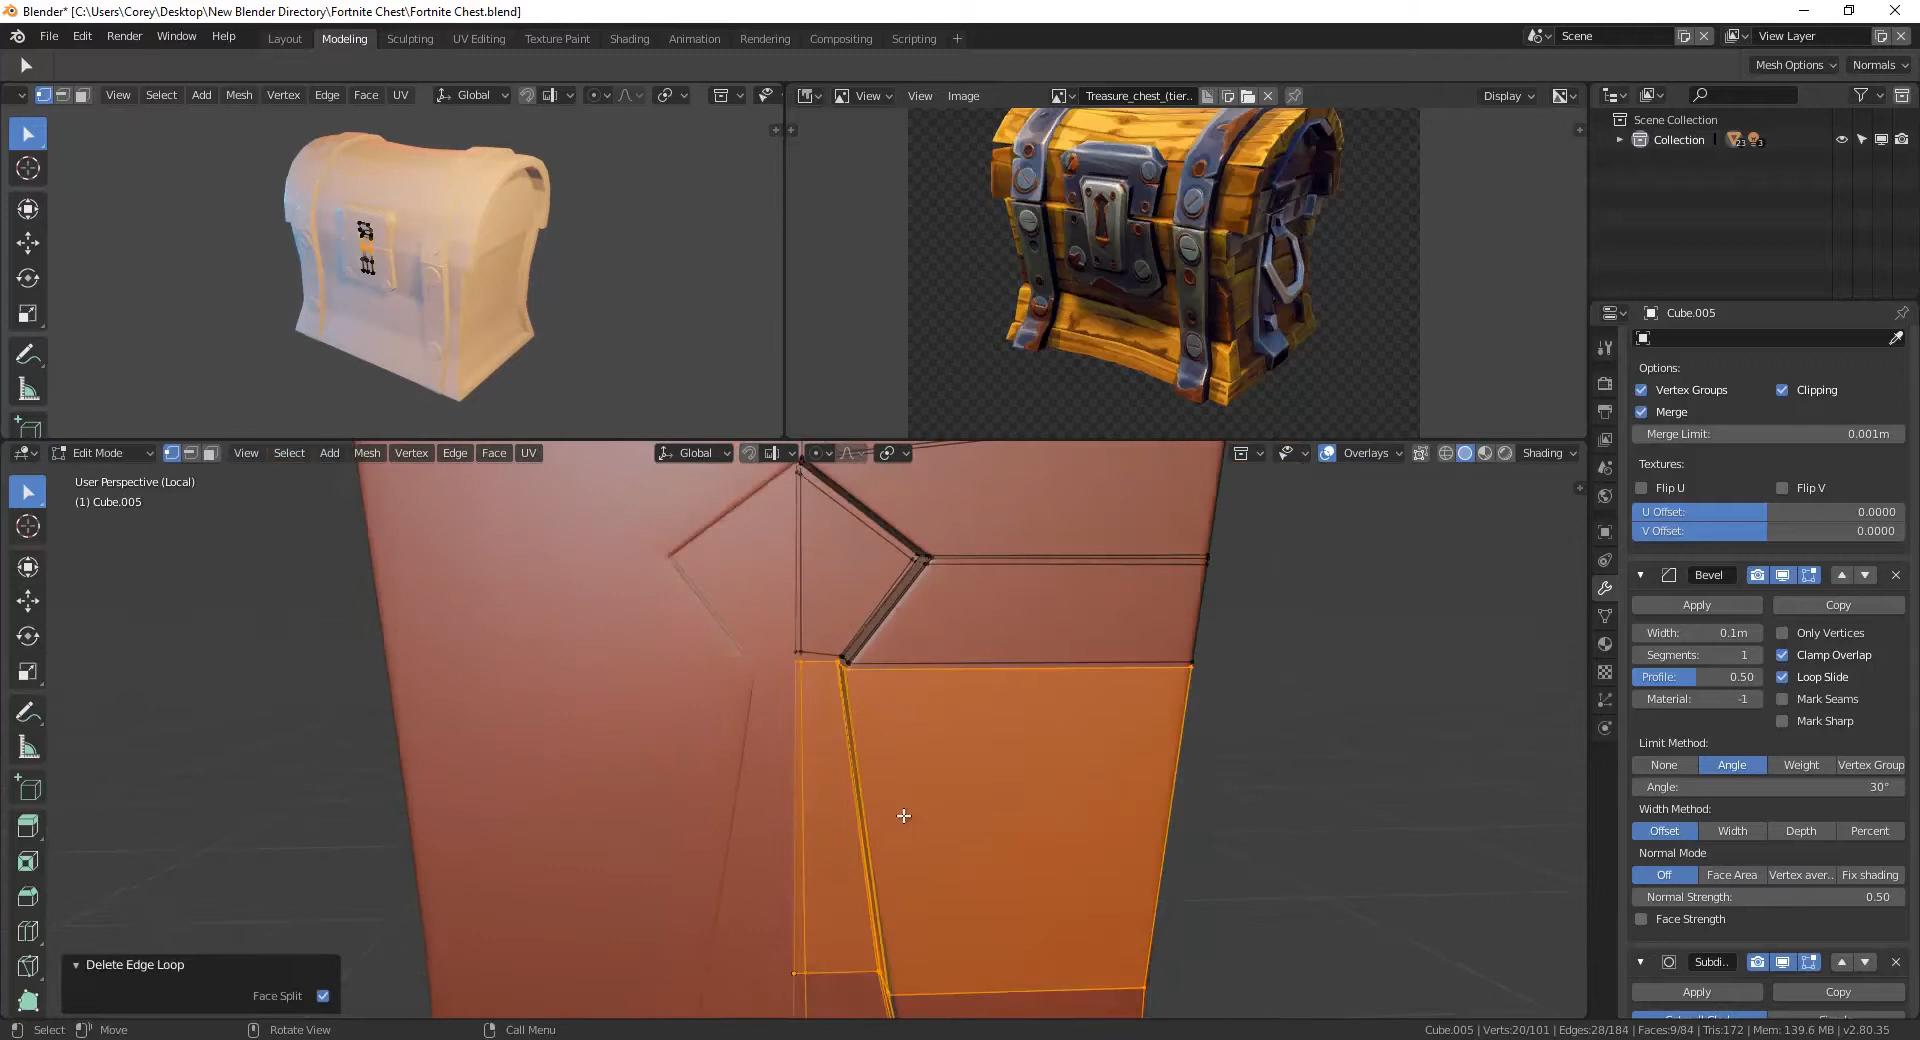 Blender* [C:\Users\Corey\Desktop\New Blender Directory\Fortnite Chest\Fortnite Chest.blend]
File Edit Render Window Help Layout Modeling Sculpting UV Editing Texture Paint Shading Animation Rendering Compositing Scripting + Scene View Layer
Mesh Options Normals
View Select Add Mesh Vertex Edge Face UV Global View View Image Treasure_chest_(tier.. Display
Scene Collection
Collection 23 3
Cube.005
Options:
Vertex Groups Clipping
Merge
Merge Limit: 0.001m
Textures:
Flip U Flip V
U Offset: 0.0000
V Offset: 0.0000
Bevel
Apply Copy
Width: 0.1m Only Vertices
Segments: 1 Clamp Overlap
Profile: 0.50 Loop Slide
Material: -1 Mark Seams
Mark Sharp
Limit Method:
None Angle Weight Vertex Group
Angle: 30°
Width Method:
Offset Width Depth Percent
Normal Mode
Off Face Area Vertex aver.. Fix shading
Normal Strength: 0.50
Face Strength
Subdi..
Apply Copy
Edit Mode View Select Add Mesh Vertex Edge Face UV Global Overlays Shading
User Perspective (Local)
(1) Cube.005
Delete Edge Loop
Face Split
Select Move Rotate View Call Menu Cube.005 | Verts:20/101 | Edges:28/184 | Faces:9/84 | Tris:172 | Mem: 139.6 MB | v2.80.35